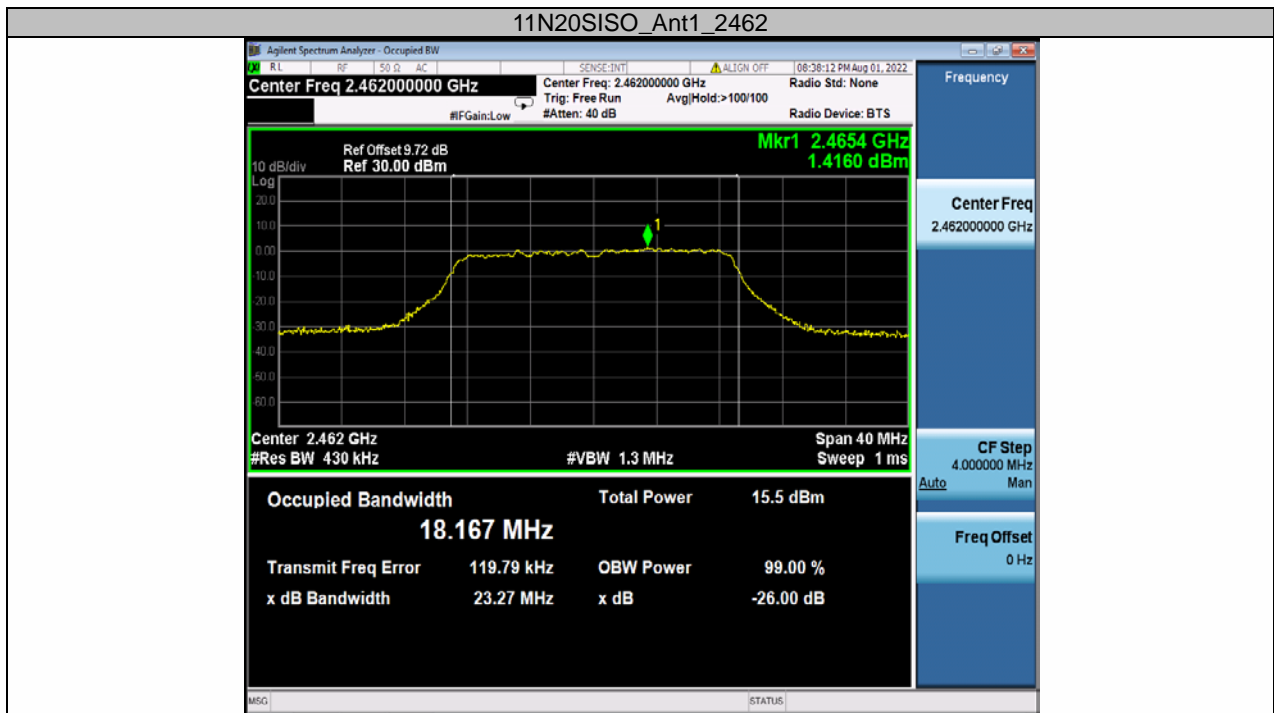 11N20SISO_Ant1_2462
Agilent Spectrum Analyzer - Occupied BW
RL RF 50 Ω AC SENSE:INT ALIGN OFF 08:38:12 PM Aug 01, 2022
Center Freq 2.462000000 GHz
Center Freq: 2.462000000 GHz Radio Std: None
Trig: Free Run Avg|Hold:>100/100
#IFGain:Low #Atten: 40 dB Radio Device: BTS
Frequency
Mkr1 2.4654 GHz
1.4160 dBm
Ref Offset 9.72 dB
10 dB/div Ref 30.00 dBm
Log
20.0
10.0
0.00
-10.0
-20.0
-30.0
-40.0
-50.0
-60.0
1
Center 2.462 GHz Span 40 MHz
#Res BW 430 kHz #VBW 1.3 MHz Sweep 1 ms
Occupied Bandwidth Total Power 15.5 dBm
18.167 MHz
Transmit Freq Error 119.79 kHz OBW Power 99.00 %
x dB Bandwidth 23.27 MHz x dB -26.00 dB
Center Freq
2.462000000 GHz
CF Step
4.000000 MHz
Auto Man
Freq Offset
0 Hz
MSG STATUS